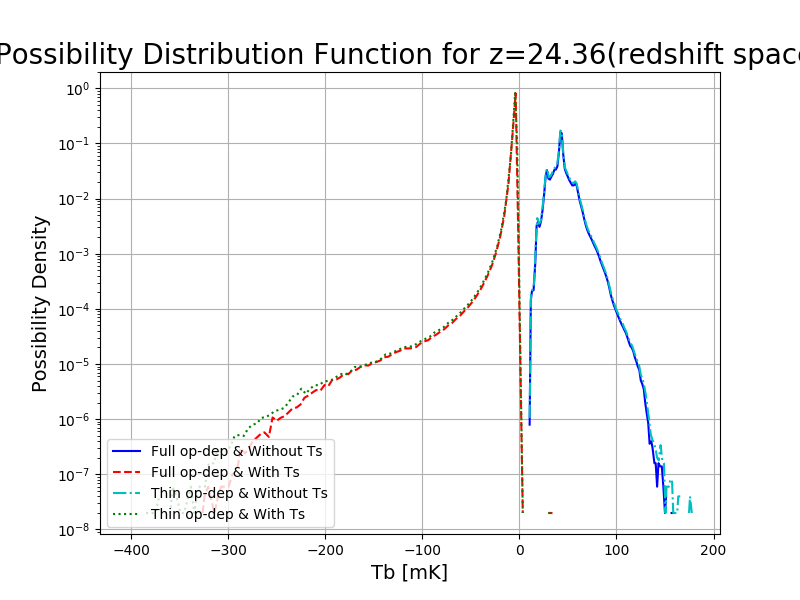 Possibility Distribution Function for z=24.36(redshift space
Possibility Density
10⁰
10⁻¹
10⁻²
10⁻³
10⁻⁴
10⁻⁵
10⁻⁶
10⁻⁷
10⁻⁸
Full op-dep & Without Ts
Full op-dep & With Ts
Thin op-dep & Without Ts
Thin op-dep & With Ts
−400 −300 −200 −100 0 100 200
Tb [mK]